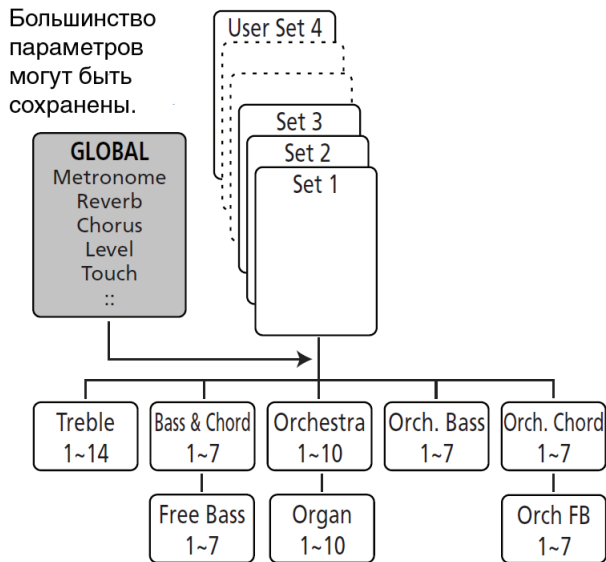 Большинство
параметров
могут быть
сохранены.
User Set 4
Set 3
Set 2
Set 1
GLOBAL
Metronome
Reverb
Chorus
Level
Touch
::
Treble
1~14
Bass & Chord
1~7
Orchestra
1~10
Orch. Bass
1~7
Orch. Chord
1~7
Free Bass
1~7
Organ
1~10
Orch FB
1~7